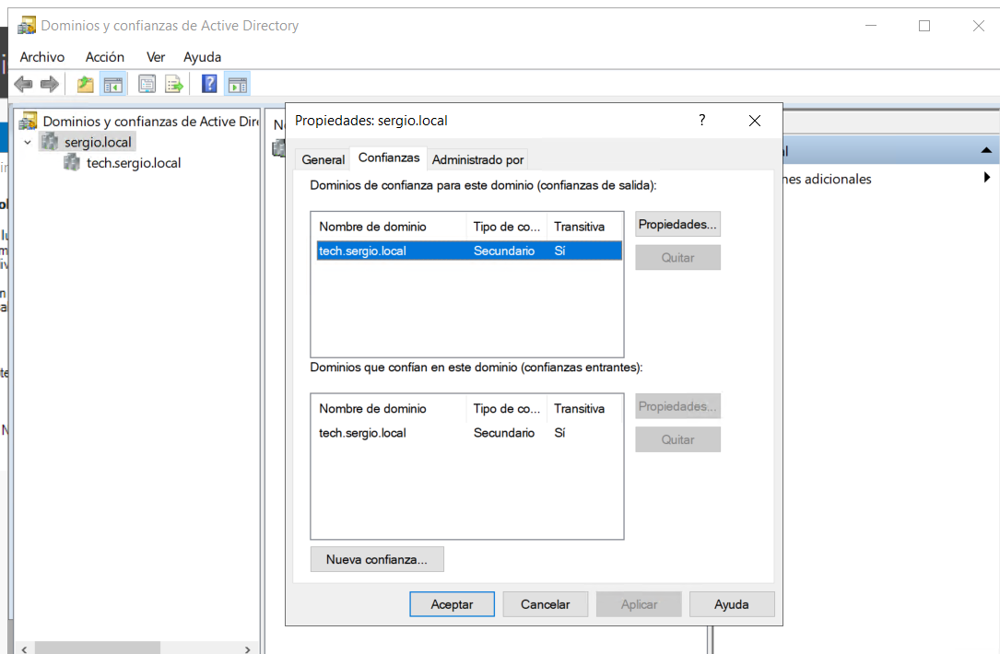 Dominios y confianzas de Active Directory
Archivo Acción Ver Ayuda
Dominios y confianzas de Active Dire
sergio.local
tech.sergio.local
Propiedades: sergio.local
?
General Confianzas Administrado por
Dominios de confianza para este dominio (confianzas de salida):
Nombre de dominio Tipo de co... Transitiva
tech.sergio.local Secundario Sí
Propiedades...
Quitar
Dominios que confían en este dominio (confianzas entrantes):
Nombre de dominio Tipo de co... Transitiva
tech.sergio.local Secundario Sí
Propiedades...
Quitar
Nueva confianza...
Aceptar Cancelar Aplicar Ayuda
nes adicionales